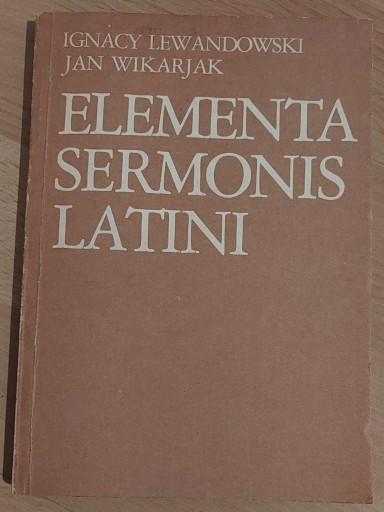 IGNACY LEWANDOWSKI
JAN WIKARJAK
ELEMENTA
SERMONIS
LATINI